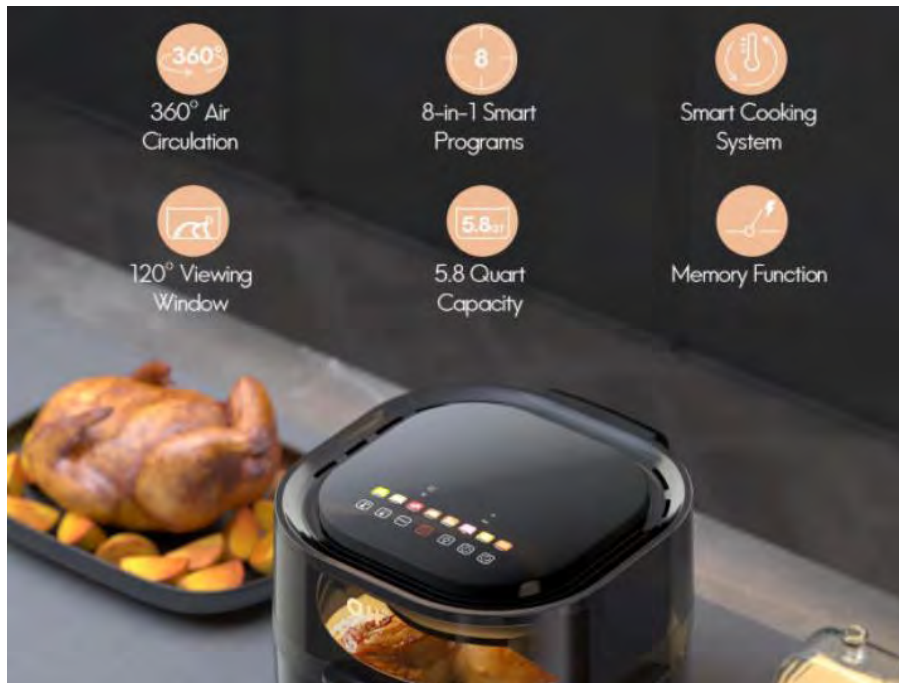 360°
8
360° Air
Circulation
8-in-1 Smart
Programs
Smart Cooking
System
5.8QT
120° Viewing
Window
5.8 Quart
Capacity
Memory Function